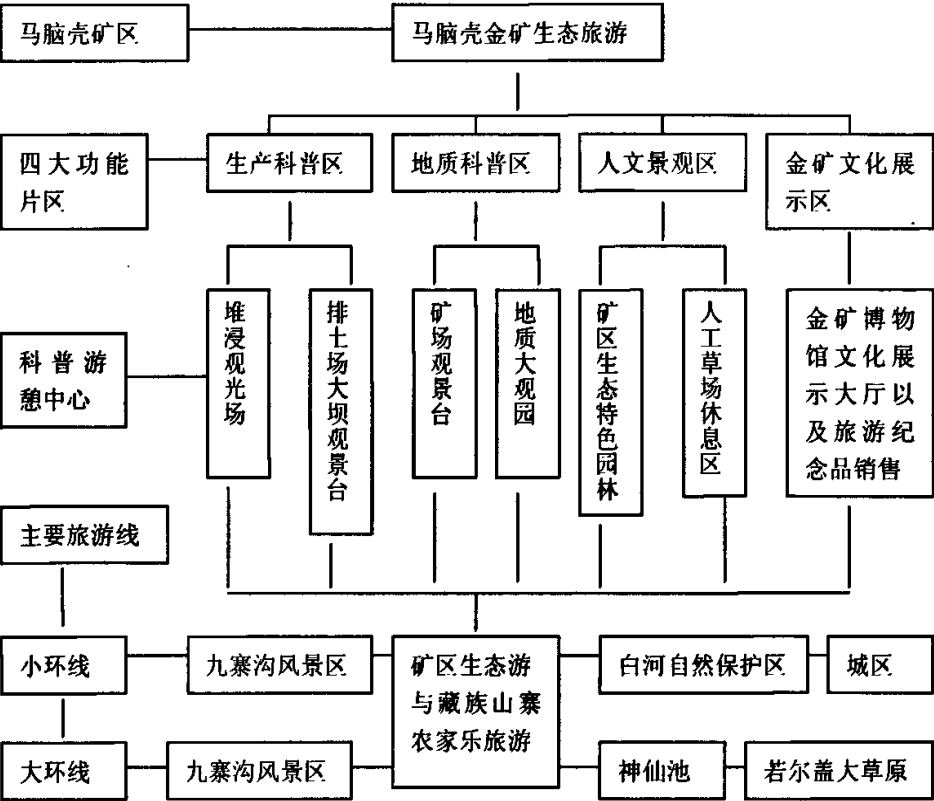 马脑壳矿区
马脑壳金矿生态旅游
四大功能
片区
生产科普区
地质科普区
人文景观区
金矿文化展
示区
科普游
憩中心
堆浸观光场
排土场大坝观景台
矿场观景台
地质大观园
矿区生态特色园林
人工草场休息区
金矿博物
馆文化展
示大厅以
及旅游纪
念品销售
主要旅游线
小环线
九寨沟风景区
矿区生态游
与藏族山寨
农家乐旅游
白河自然保护区
城区
大环线
九寨沟风景区
神仙池
若尔盖大草原